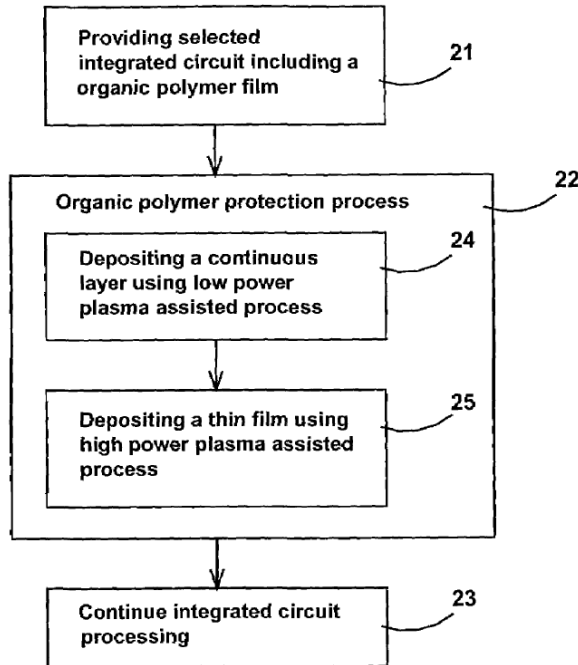 Providing selected
integrated circuit including a
organic polymer film
21
22
Organic polymer protection process
24
Depositing a continuous
layer using low power
plasma assisted process
25
Depositing a thin film using
high power plasma assisted
process
Continue integrated circuit
processing
23